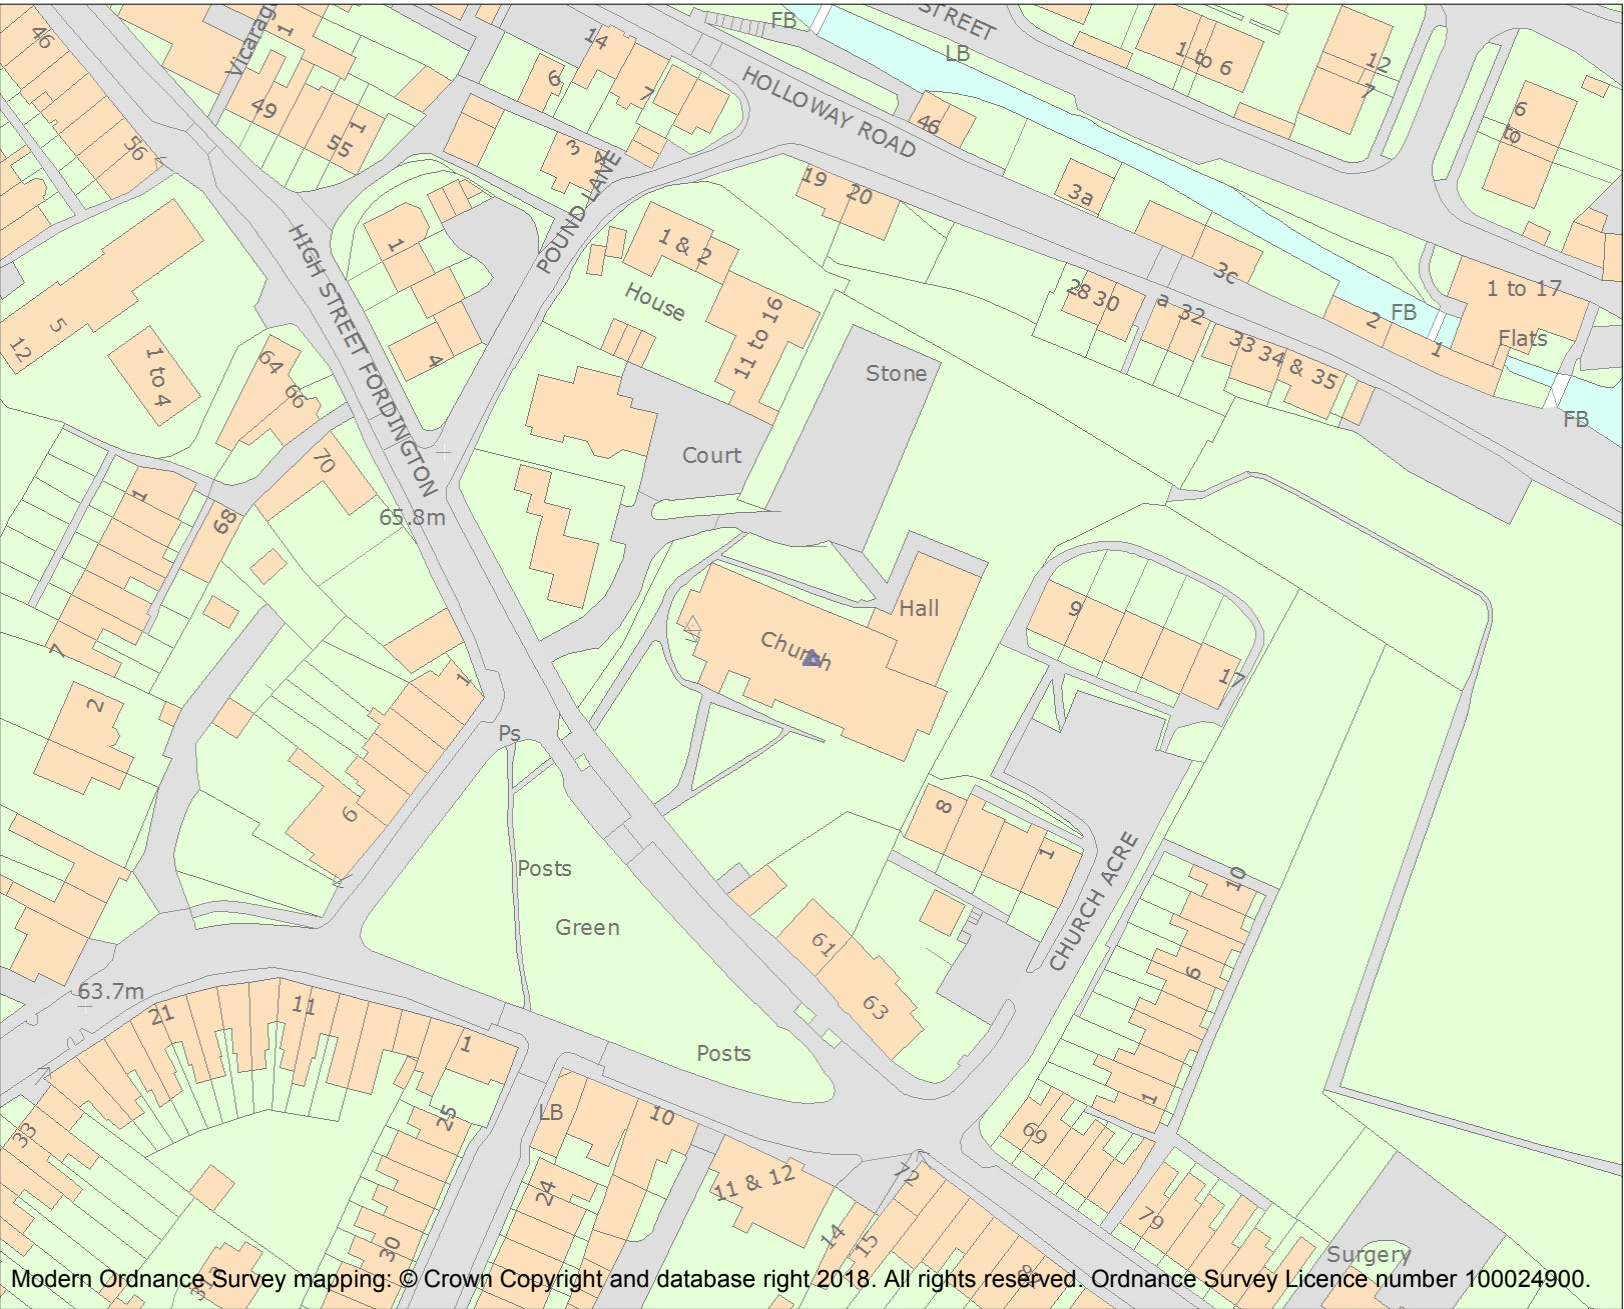 46
Vicarag
1
14
6
7
FB
STREET
LB
1 to 6
12
7
6
to
49
55
1
56
3
POUND LANE
HOLLOWAY ROAD
46
19
20
3a
3c
1 & 2
House
11 to 16
1
4
HIGH STREET FORDINGTON
5
12
1 to 4
64
66
70
68
65.8m
1
7
2
28
30
a
32
33
34 & 35
2
1
FB
1 to 17
Flats
FB
Stone
Court
Hall
Church
9
17
1
6
Ps
Posts
Green
Posts
8
1
CHURCH ACRE
10
6
1
61
63
63.7m
21
11
1
25
33
30
LB
10
24
11 & 12
14
15
72
69
79
Surgery
Modern Ordnance Survey mapping: © Crown Copyright and database right 2018. All rights reserved. Ordnance Survey Licence number 100024900.